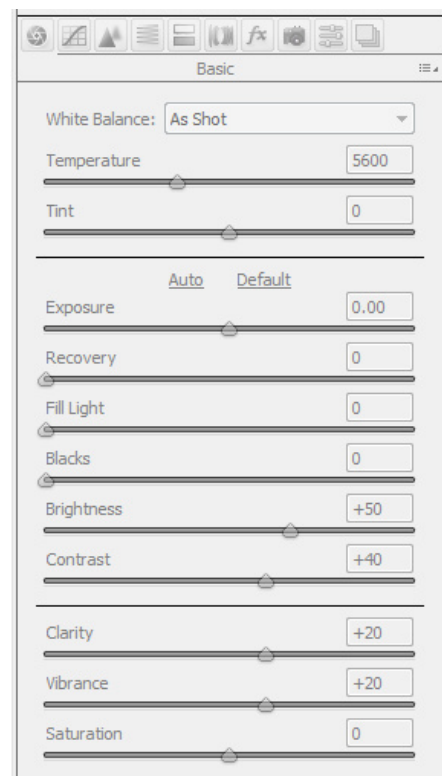 fx
Basic
White Balance: As Shot
Temperature 5600
Tint 0
Auto Default
Exposure 0.00
Recovery 0
Fill Light 0
Blacks 0
Brightness +50
Contrast +40
Clarity +20
Vibrance +20
Saturation 0